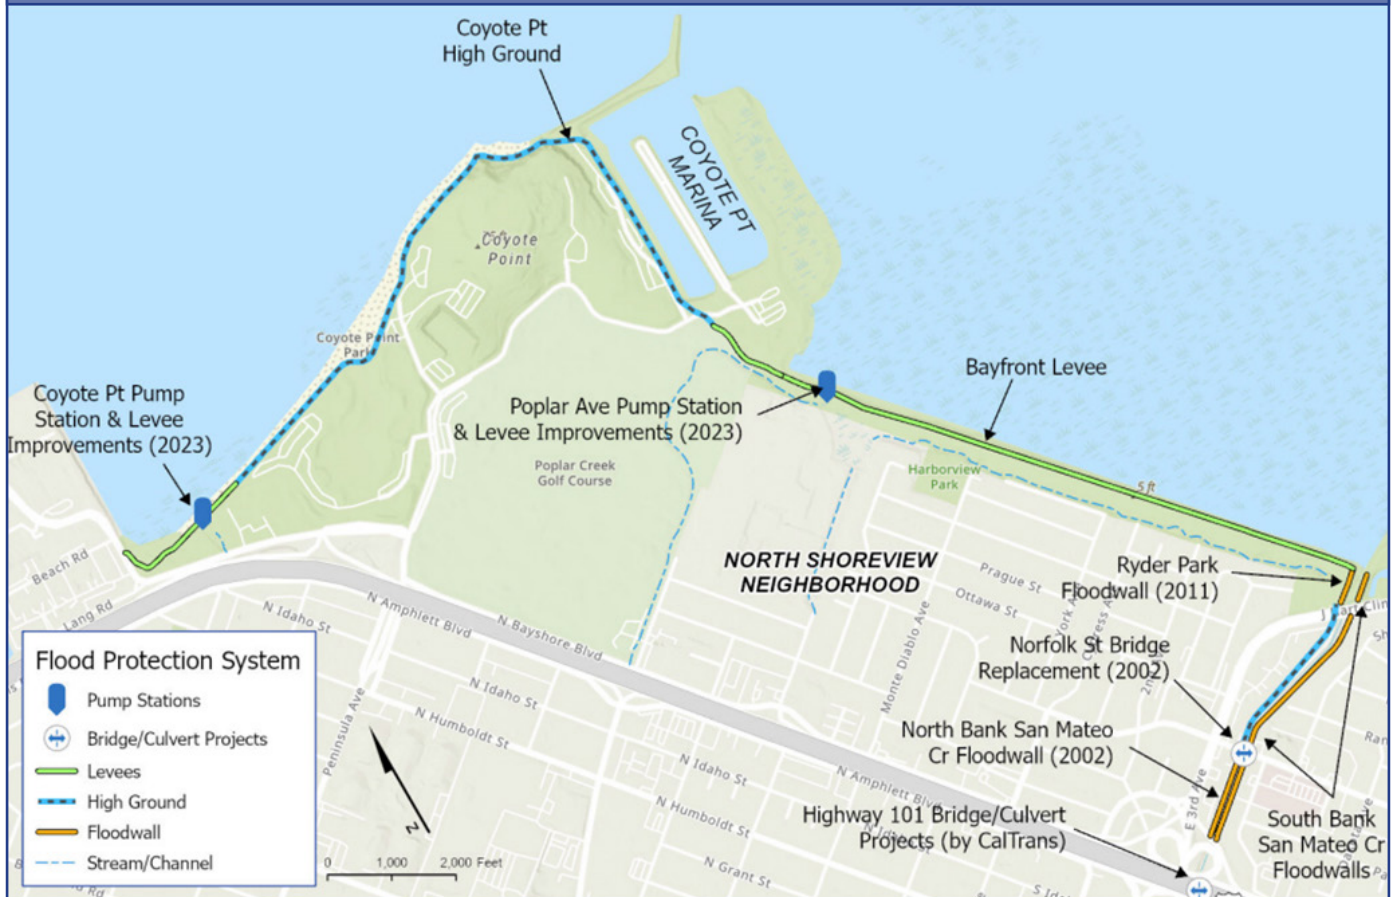 Coyote Pt
High Ground
COYOTE PT
MARINA
Coyote
Point
Coyote Point
Park
Coyote Pt Pump
Station & Levee
Improvements (2023)
Poplar Ave Pump Station
& Levee Improvements (2023)
Bayfront Levee
Poplar Creek
Golf Course
Harborview
Park
5 ft
NORTH SHOREVIEW
NEIGHBORHOOD
Ryder Park
Floodwall (2011)
Prague St
Ottawa St
Norfolk St Bridge
Replacement (2002)
Monte Diablo Ave
North Bank San Mateo
Cr Floodwall (2002)
Highway 101 Bridge/Culvert
Projects (by CalTrans)
South Bank
San Mateo Cr
Floodwalls
E 3rd Ave
Beach Rd
Lang Rd
N Idaho St
N Amphlett Blvd
N Bayshore Blvd
N Idaho St
N Humboldt St
Peninsula Ave
N Idaho St
N Amphlett Blvd
N Humboldt St
N Grant St
Flood Protection System
Pump Stations
Bridge/Culvert Projects
Levees
High Ground
Floodwall
Stream/Channel
N
0 1,000 2,000 Feet